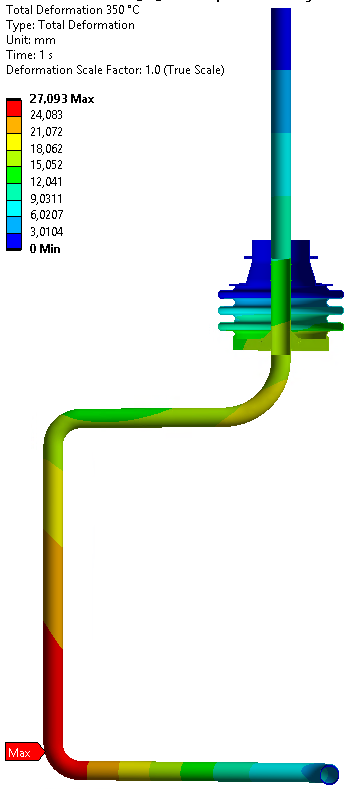 Total Deformation 350 °C
Type: Total Deformation
Unit: mm
Time: 1 s
Deformation Scale Factor: 1.0 (True Scale)
27,093 Max
24,083
21,072
18,062
15,052
12,041
9,0311
6,0207
3,0104
0 Min
Max